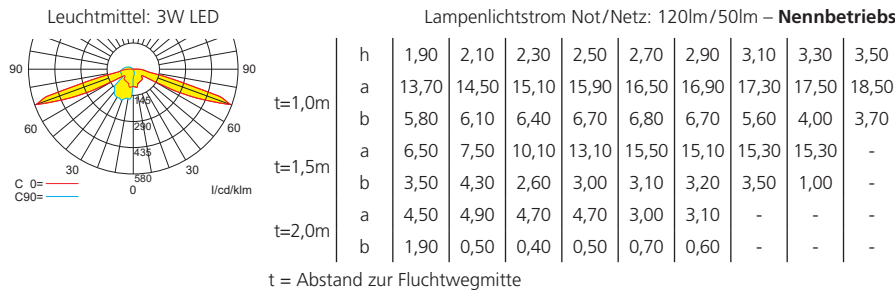 Leuchtmittel: 3W LED
Lampenlichtstrom Not/Netz: 120lm/50lm – Nennbetriebs
90 90
60 60
30 30
145
290
435
580
0
C 0=
C90=
l/cd/klm
h 1,90 2,10 2,30 2,50 2,70 2,90 3,10 3,30 3,50
t=1,0m
a 13,70 14,50 15,10 15,90 16,50 16,90 17,30 17,50 18,50
b 5,80 6,10 6,40 6,70 6,80 6,70 5,60 4,00 3,70
t=1,5m
a 6,50 7,50 10,10 13,10 15,50 15,10 15,30 15,30 -
b 3,50 4,30 2,60 3,00 3,10 3,20 3,50 1,00 -
t=2,0m
a 4,50 4,90 4,70 4,70 3,00 3,10 - - -
b 1,90 0,50 0,40 0,50 0,70 0,60 - - -
t = Abstand zur Fluchtwegmitte